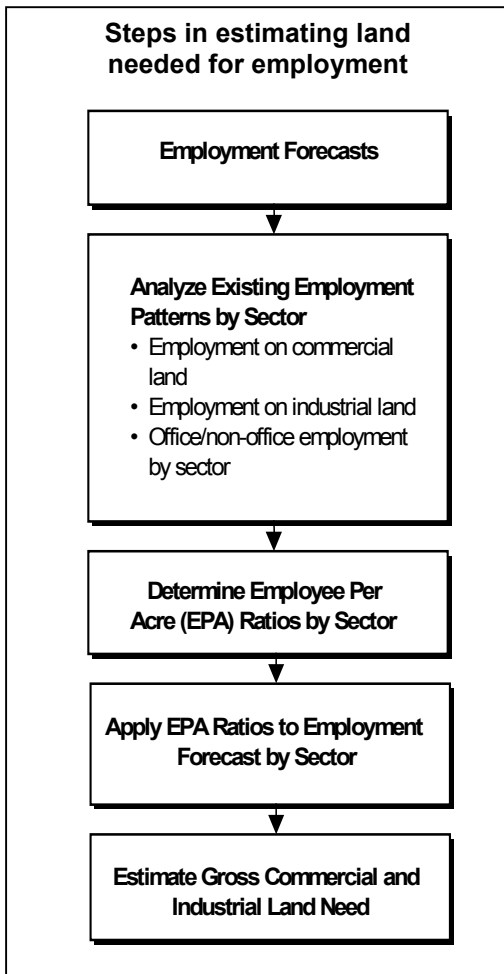 Steps in estimating land
needed for employment
Employment Forecasts
Analyze Existing Employment
Patterns by Sector
• Employment on commercial
land
• Employment on industrial land
• Office/non-office employment
by sector
Determine Employee Per
Acre (EPA) Ratios by Sector
Apply EPA Ratios to Employment
Forecast by Sector
Estimate Gross Commercial and
Industrial Land Need